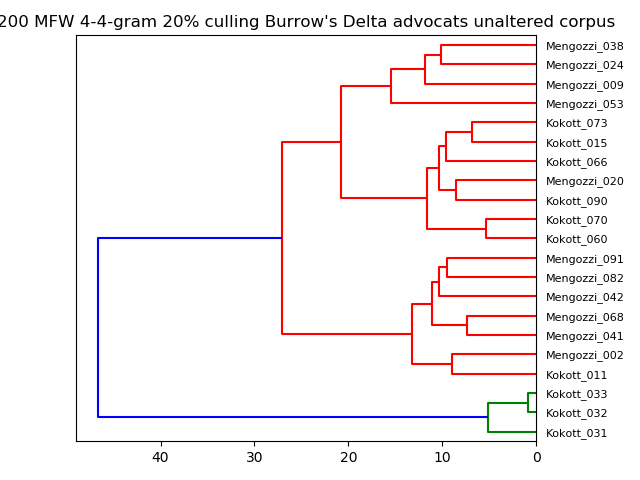 200 MFW 4-4-gram 20% culling Burrow's Delta advocats unaltered corpus
Mengozzi_038
Mengozzi_024
Mengozzi_009
Mengozzi_053
Kokott_073
Kokott_015
Kokott_066
Mengozzi_020
Kokott_090
Kokott_070
Kokott_060
Mengozzi_091
Mengozzi_082
Mengozzi_042
Mengozzi_068
Mengozzi_041
Mengozzi_002
Kokott_011
Kokott_033
Kokott_032
Kokott_031
40 30 20 10 0